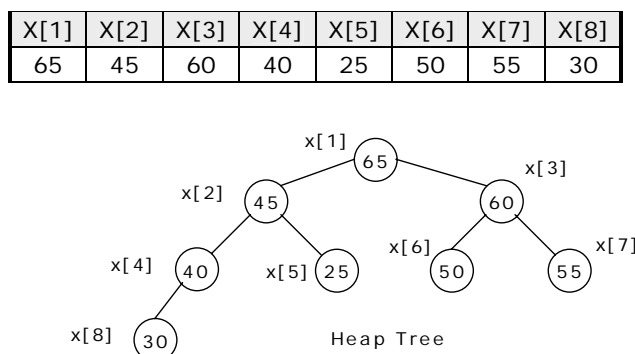 X[1] X[2] X[3] X[4] X[5] X[6] X[7] X[8]
65 45 60 40 25 50 55 30
x[1]
65
x[3]
x[2]
45
60
x[4]
40
x[5]
25
x[6]
50
x[7]
55
x[8]
30
Heap Tree